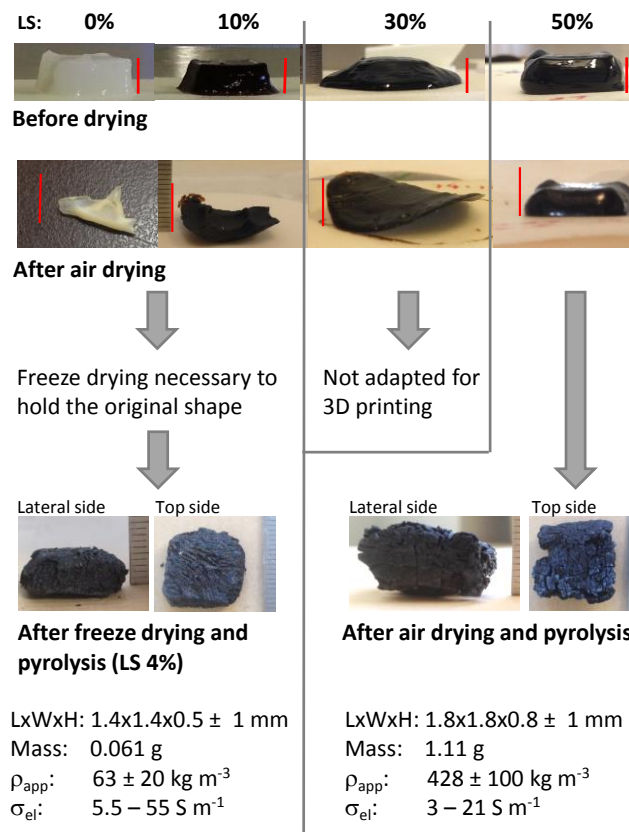 LS: 0% 10% 30% 50%
Before drying
After air drying
Freeze drying necessary to
hold the original shape
Not adapted for
3D printing
Lateral side Top side
After freeze drying and
pyrolysis (LS 4%)
LxWxH: 1.4x1.4x0.5 ± 1 mm
Mass: 0.061 g
ρapp: 63 ± 20 kg m-3
σel: 5.5 – 55 S m-1
Lateral side Top side
After air drying and pyrolysis
LxWxH: 1.8x1.8x0.8 ± 1 mm
Mass: 1.11 g
ρapp: 428 ± 100 kg m-3
σel: 3 – 21 S m-1